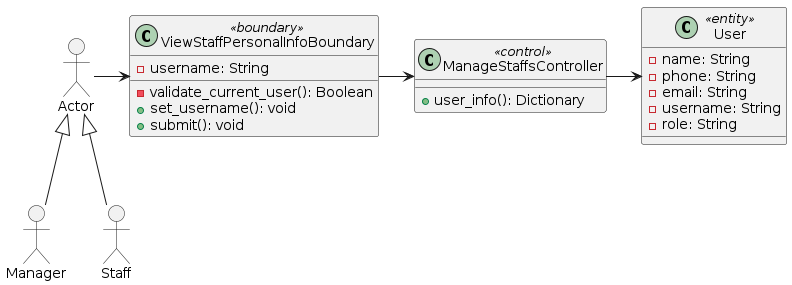 Actor
Manager
Staff
C
«boundary»
ViewStaffPersonalInfoBoundary
username: String
validate_current_user(): Boolean
set_username(): void
submit(): void
C
«control»
ManageStaffsController
user_info(): Dictionary
C
«entity»
User
name: String
phone: String
email: String
username: String
role: String